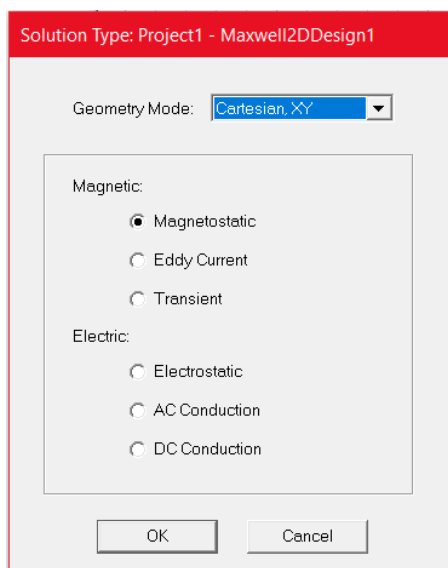 Solution Type: Project1 - Maxwell2DDesign1
Geometry Mode: Cartesian, XY
Magnetic:
Magnetostatic
Eddy Current
Transient
Electric:
Electrostatic
AC Conduction
DC Conduction
OK Cancel